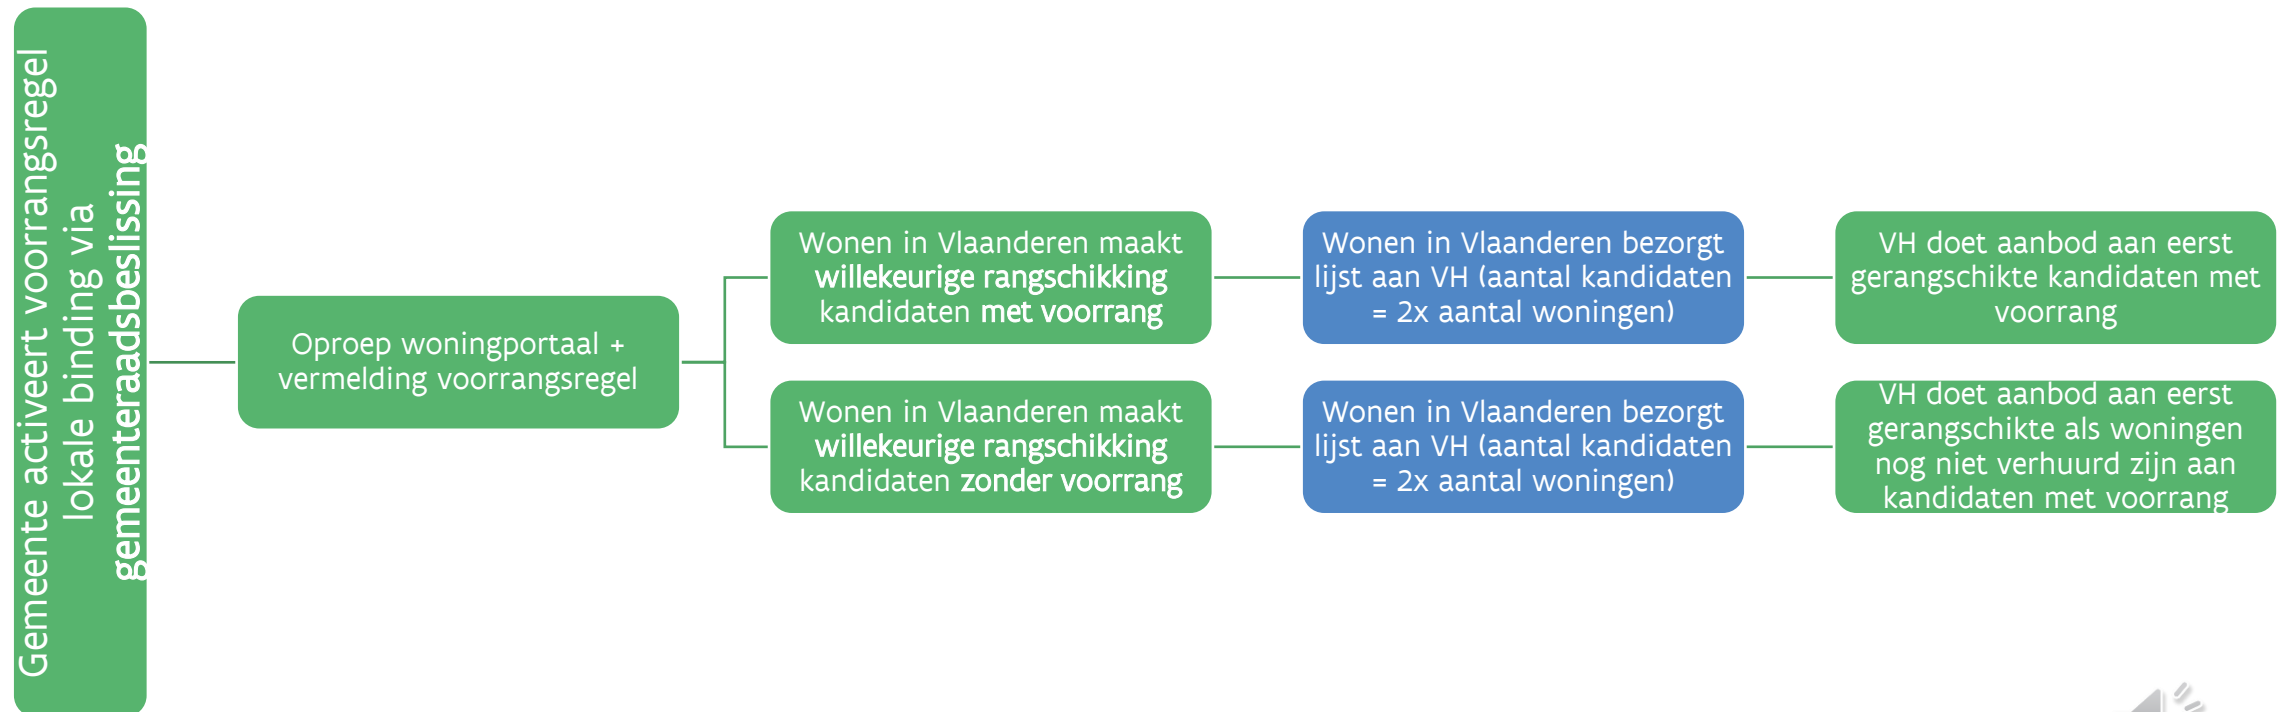 Gemeente activeert voorrangsregel
lokale binding via
gemeenteraadsbeslissing
Oproep woningportaal +
vermelding voorrangsregel
Wonen in Vlaanderen maakt
willekeurige rangschikking
kandidaten met voorrang
Wonen in Vlaanderen bezorgt
lijst aan VH (aantal kandidaten
= 2x aantal woningen)
VH doet aanbod aan eerst
gerangschikte kandidaten met
voorrang
Wonen in Vlaanderen maakt
willekeurige rangschikking
kandidaten zonder voorrang
Wonen in Vlaanderen bezorgt
lijst aan VH (aantal kandidaten
= 2x aantal woningen)
VH doet aanbod aan eerst
gerangschikte als woningen
nog niet verhuurd zijn aan
kandidaten met voorrang